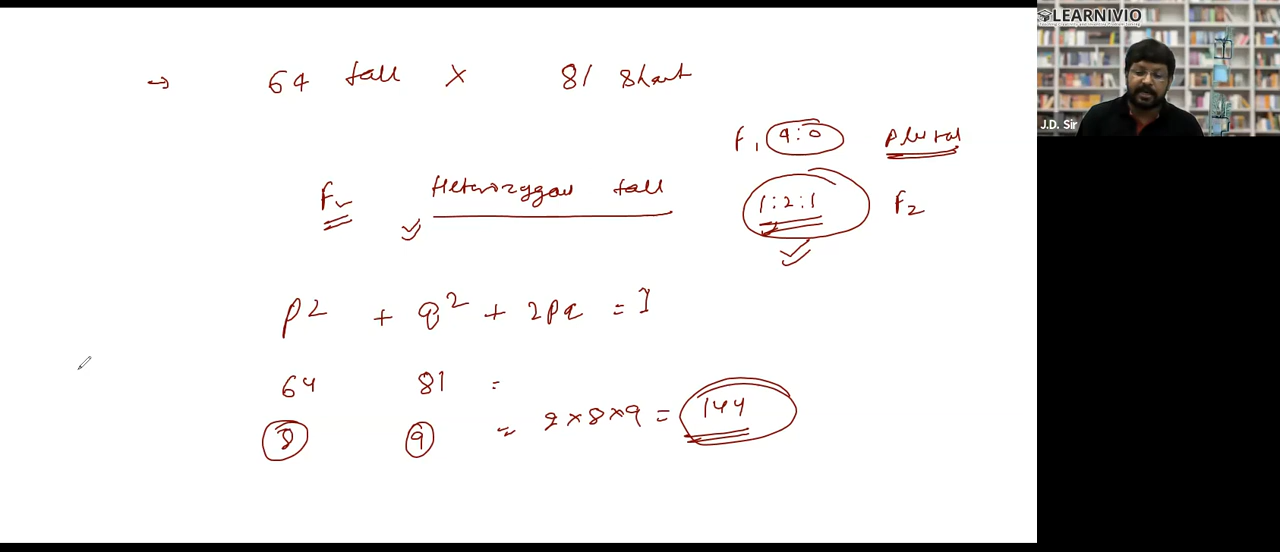 LEARNIVIO
J.D. Sir
→ 64 tall × 81 short
F1 4:0 plural
F2 Heterozygous tall 1:2:1 F2
p2 + q2 + 2pq = 1
64 81 =
8 9 = 2×8×9 = 144